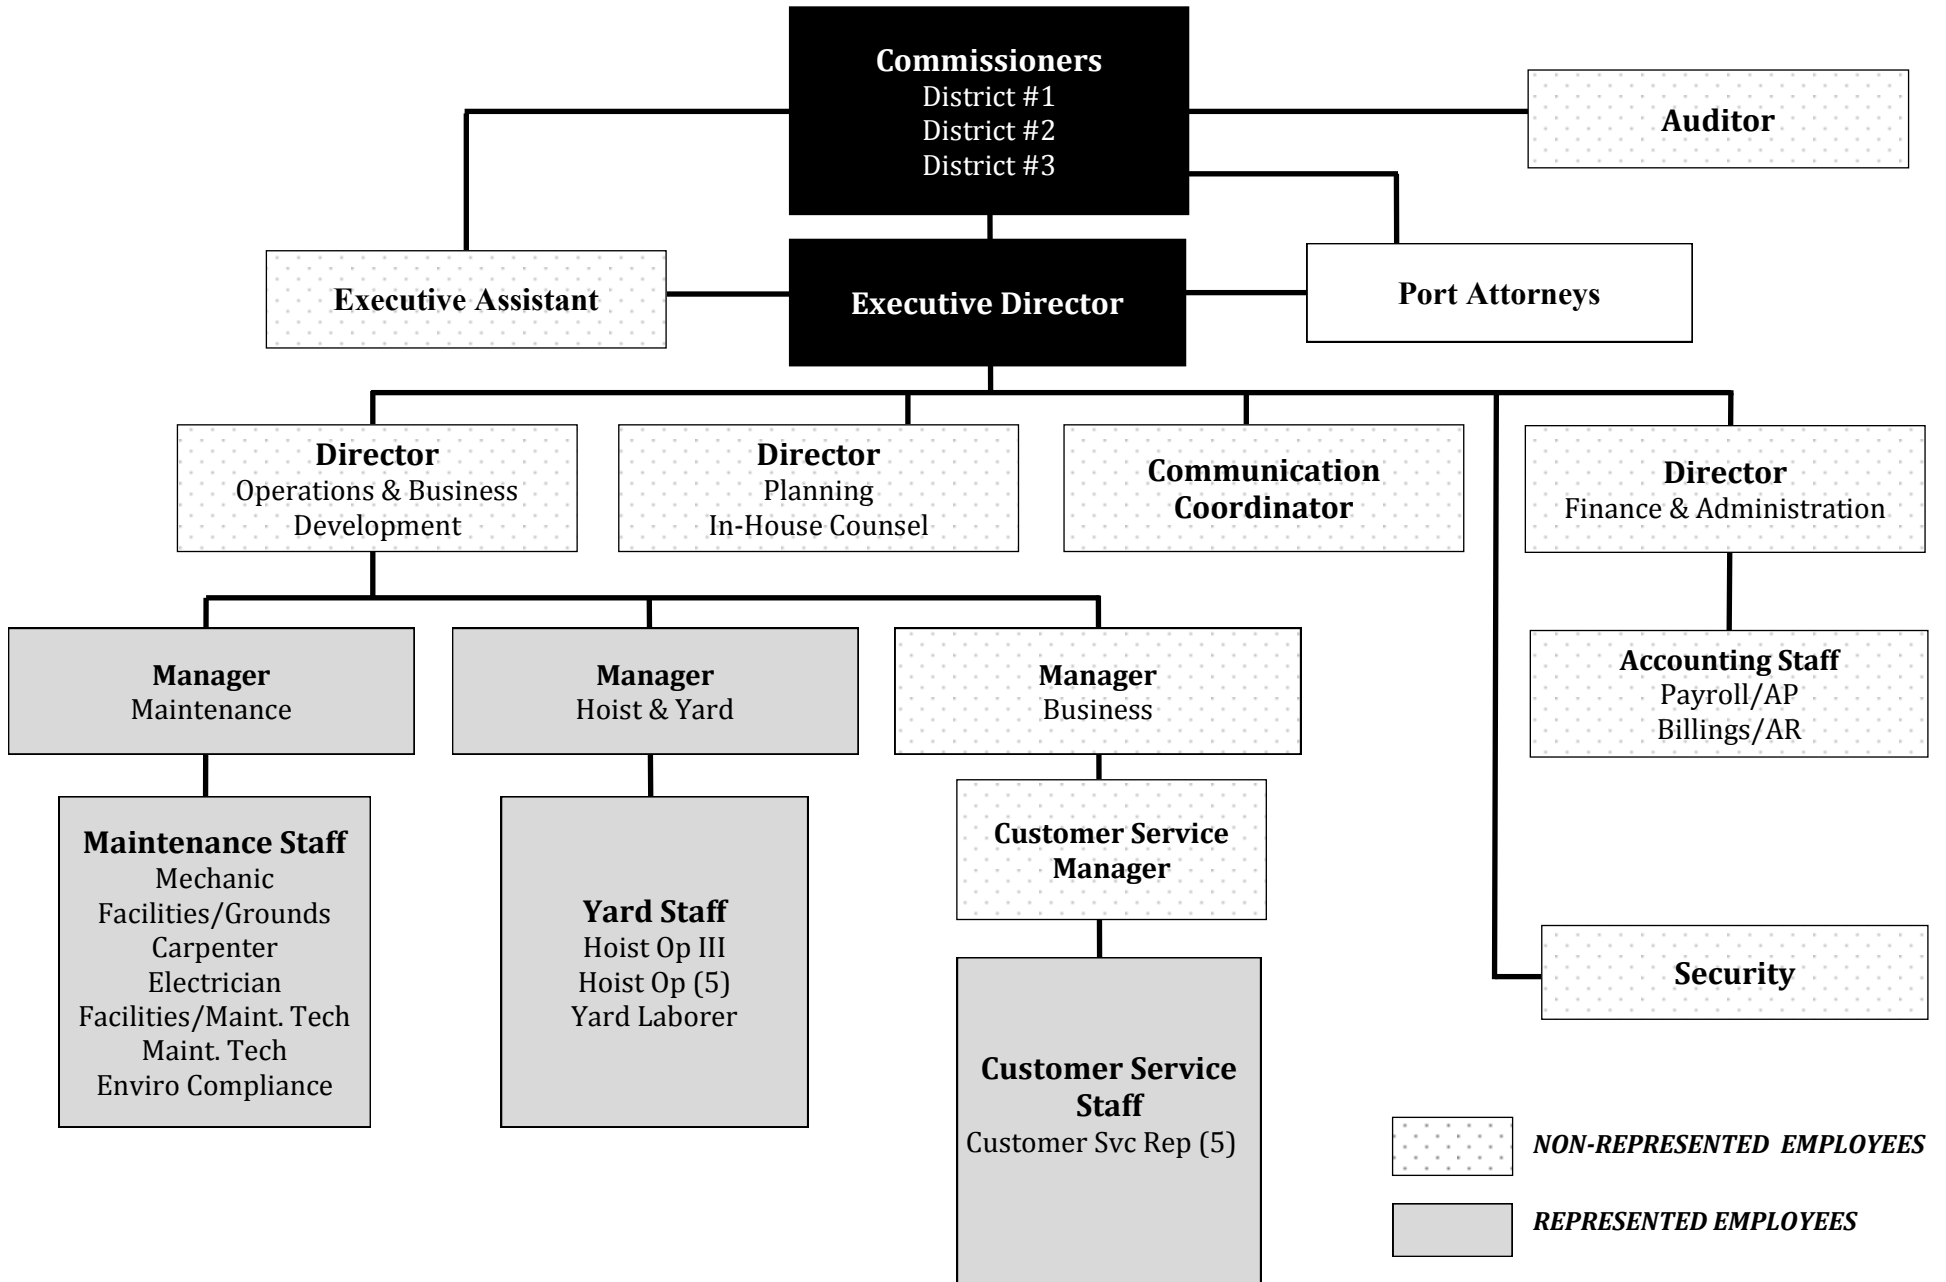 Commissioners
District #1
District #2
District #3
Auditor
Executive Assistant
Executive Director
Port Attorneys
Director
Operations & Business
Development
Director
Planning
In-House Counsel
Communication
Coordinator
Director
Finance & Administration
Manager
Maintenance
Manager
Hoist & Yard
Manager
Business
Accounting Staff
Payroll/AP
Billings/AR
Maintenance Staff
Mechanic
Facilities/Grounds
Carpenter
Electrician
Facilities/Maint. Tech
Maint. Tech
Enviro Compliance
Yard Staff
Hoist Op III
Hoist Op (5)
Yard Laborer
Customer Service
Manager
Security
Customer Service
Staff
Customer Svc Rep (5)
NON-REPRESENTED EMPLOYEES
REPRESENTED EMPLOYEES